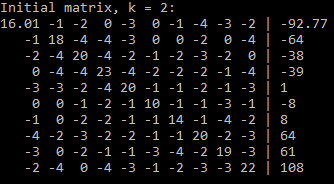 Initial matrix, k = 2:
16.01 -1 -2 0 -3 0 -1 -4 -3 -2 | -92.77
-1 18 -4 -4 -3 0 0 -2 0 -4 | -64
-2 -4 20 -4 -2 -1 -2 -3 -2 0 | -38
0 -4 -4 23 -4 -2 -2 -2 -1 -4 | -39
-3 -3 -2 -4 20 -1 -1 -2 -1 -3 | 1
0 0 -1 -2 -1 10 -1 -1 -3 -1 | -8
-1 0 -2 -2 -1 -1 14 -1 -4 -2 | 8
-4 -2 -3 -2 -2 -1 -1 20 -2 -3 | 64
-3 0 -2 -1 -1 -3 -4 -2 19 -3 | 61
-2 -4 0 -4 -3 -1 -2 -3 -3 22 | 108